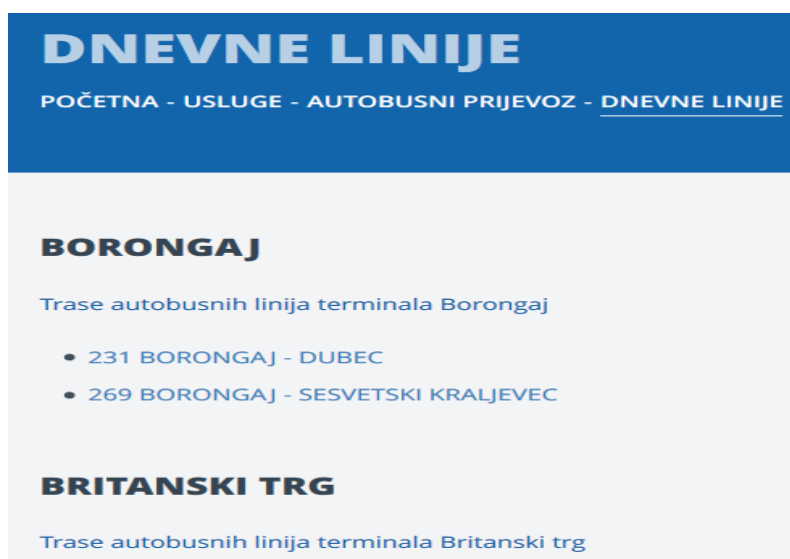 DNEVNE LINIJE
POČETNA - USLUGE - AUTOBUSNI PRIJEVOZ - DNEVNE LINIJE
BORONGAJ
Trase autobusnih linija terminala Borongaj
• 231 BORONGAJ - DUBEC
• 269 BORONGAJ - SESVETSKI KRALJEVEC
BRITANSKI TRG
Trase autobusnih linija terminala Britanski trg